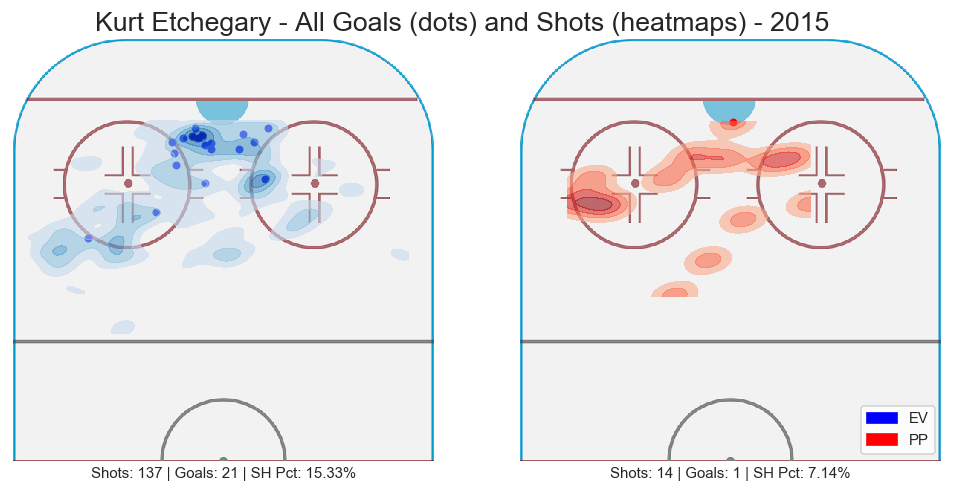 Kurt Etchegary - All Goals (dots) and Shots (heatmaps) - 2015
EV
PP
Shots: 137 | Goals: 21 | SH Pct: 15.33%
Shots: 14 | Goals: 1 | SH Pct: 7.14%